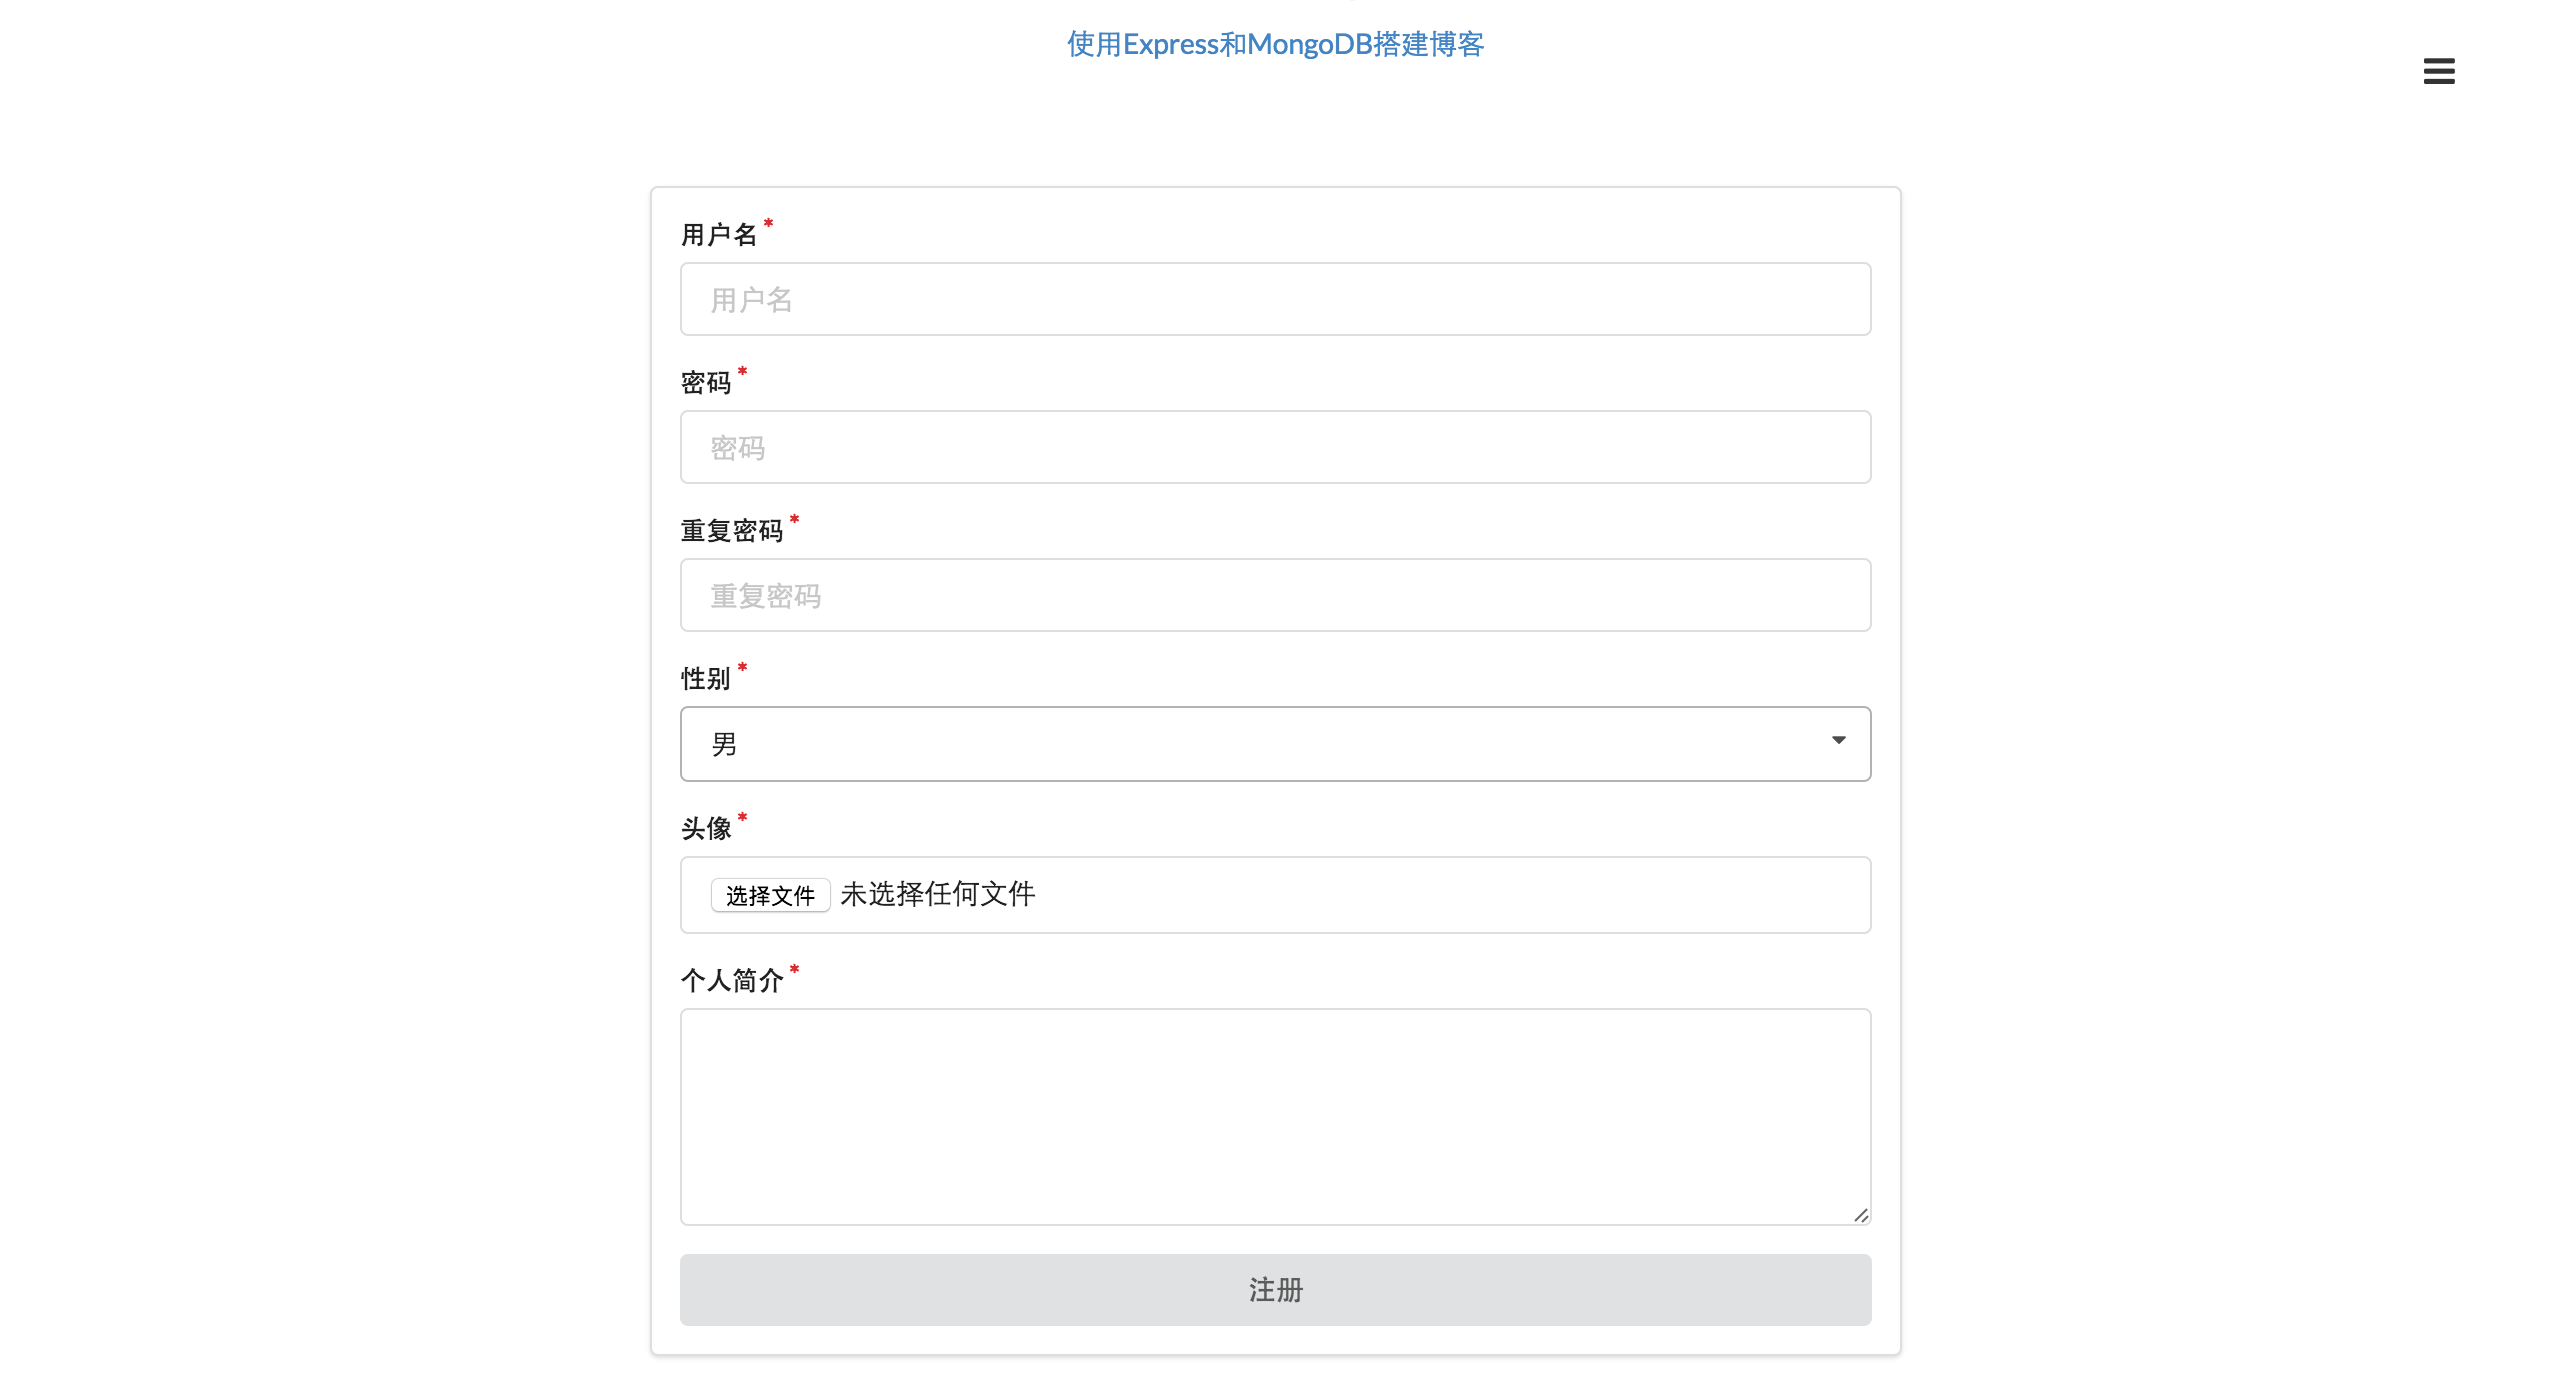 使用Express和MongoDB搭建博客
用户名*
用户名
密码*
密码
重复密码*
重复密码
性别*
男
头像*
选择文件 未选择任何文件
个人简介*
注册